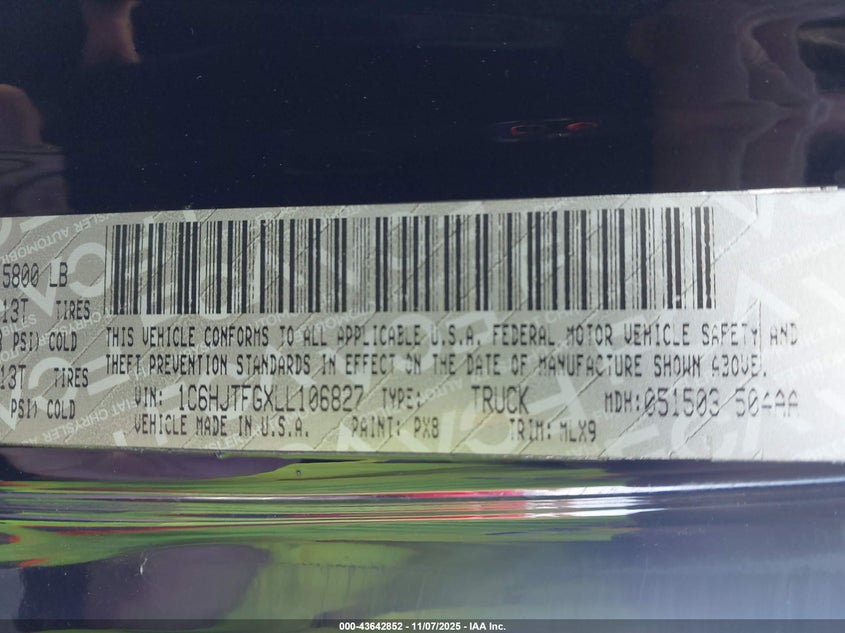 5800 LB
13T TIRES
PSI) COLD
13T TIRES
PSI) COLD
THIS VEHICLE CONFORMS TO ALL APPLICABLE U.S.A. FEDERAL MOTOR VEHICLE SAFETY AND
THEFT PREVENTION STANDARDS IN EFFECT ON THE DATE OF MANUFACTURE SHOWN ABOVE.
VIN: 1C6HJTFGXLL106827 TYPE: TRUCK MDH: 051503 504AA
VEHICLE MADE IN U.S.A. PAINT: PX8 TRIM: MLX9
000-43642852 - 11/07/2025 - IAA Inc.